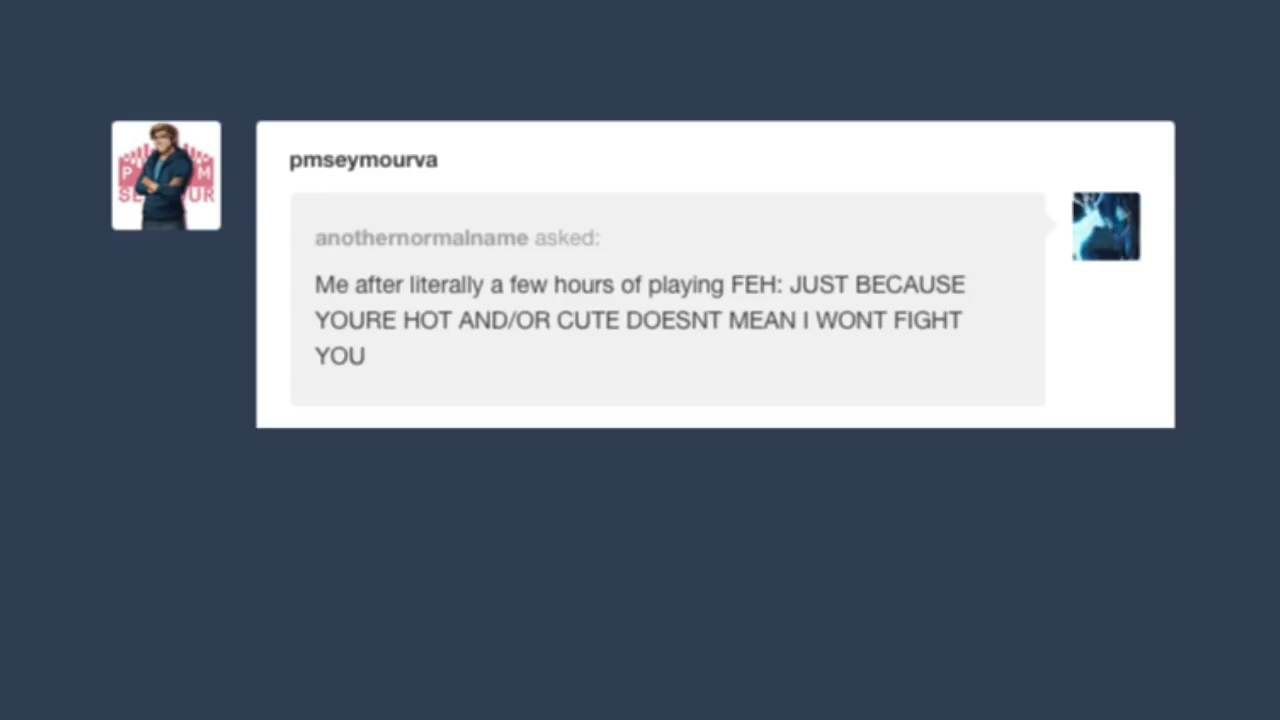 pmseymourva
anothernormalname asked:
Me after literally a few hours of playing FEH: JUST BECAUSE
YOURE HOT AND/OR CUTE DOESNT MEAN I WONT FIGHT
YOU